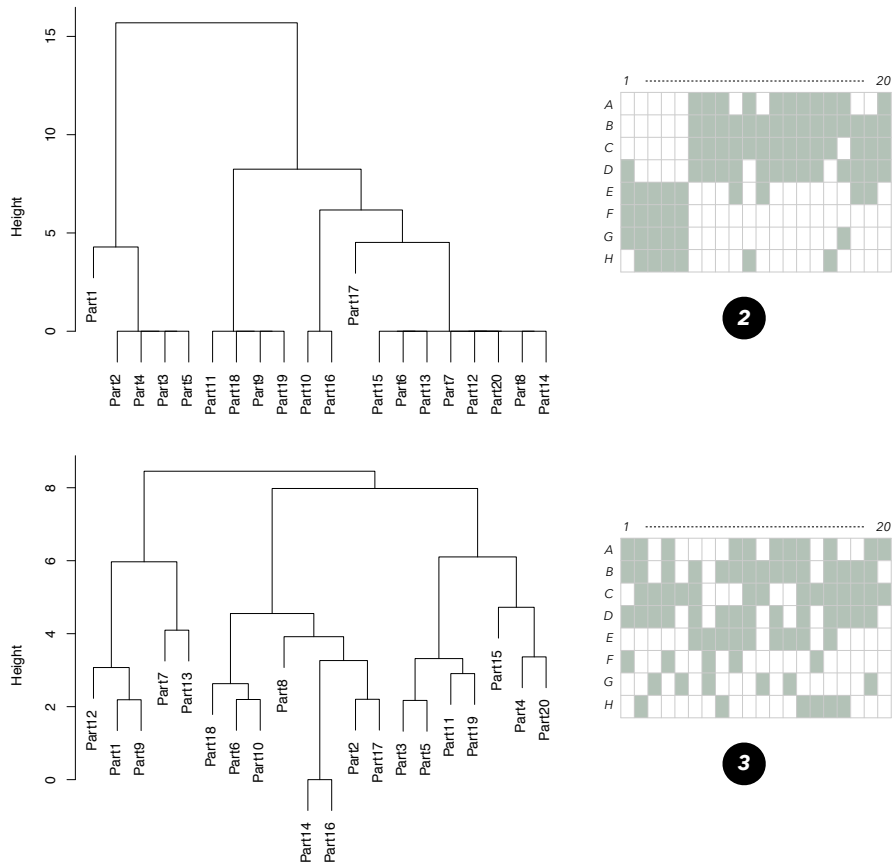 Height
15
10
5
0
Part1
Part2
Part4
Part3
Part5
Part11
Part18
Part9
Part19
Part10
Part16
Part17
Part15
Part6
Part13
Part7
Part12
Part20
Part8
Part14
1 20
A
B
C
D
E
F
G
H
2
Height
8
6
4
2
0
Part12
Part1
Part9
Part7
Part13
Part18
Part6
Part10
Part8
Part14
Part16
Part2
Part17
Part3
Part5
Part11
Part19
Part15
Part4
Part20
1 20
A
B
C
D
E
F
G
H
3